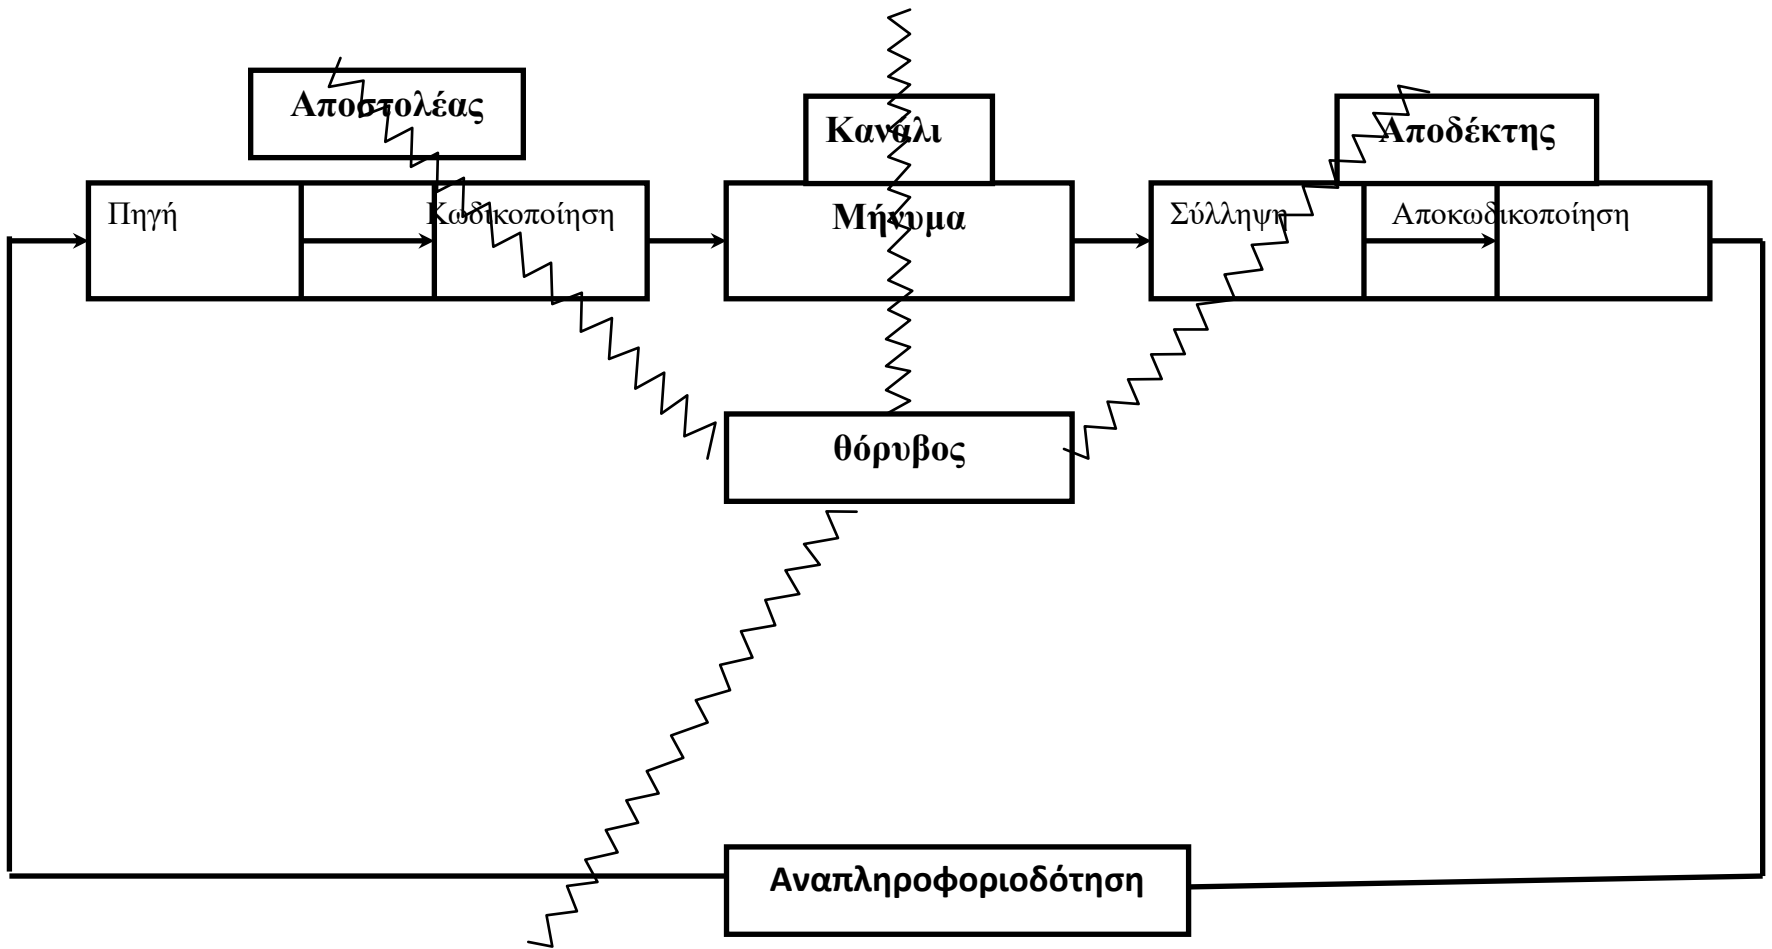 Αποστολέας
Κανάλι
Αποδέκτης
Πηγή
Κωδικοποίηση
Μήνυμα
Σύλληψη
Αποκωδικοποίηση
θόρυβος
Αναπληροφοριοδότηση